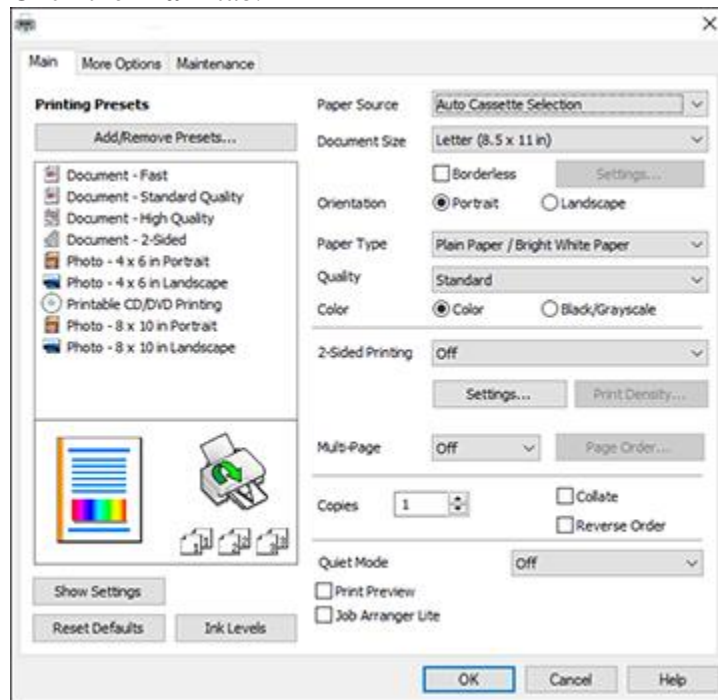 Main More Options Maintenance
Printing Presets
Add/Remove Presets...
Document - Fast
Document - Standard Quality
Document - High Quality
Document - 2-Sided
Photo - 4 x 6 in Portrait
Photo - 4 x 6 in Landscape
Printable CD/DVD Printing
Photo - 8 x 10 in Portrait
Photo - 8 x 10 in Landscape
Show Settings
Reset Defaults Ink Levels
Paper Source Auto Cassette Selection
Document Size Letter (8.5 x 11 in)
Borderless Settings...
Orientation Portrait Landscape
Paper Type Plain Paper / Bright White Paper
Quality Standard
Color Color Black/Grayscale
2-Sided Printing Off
Settings... Print Density...
Multi-Page Off Page Order...
Copies 1 Collate
Reverse Order
Quiet Mode Off
Print Preview
Job Arranger Lite
OK Cancel Help